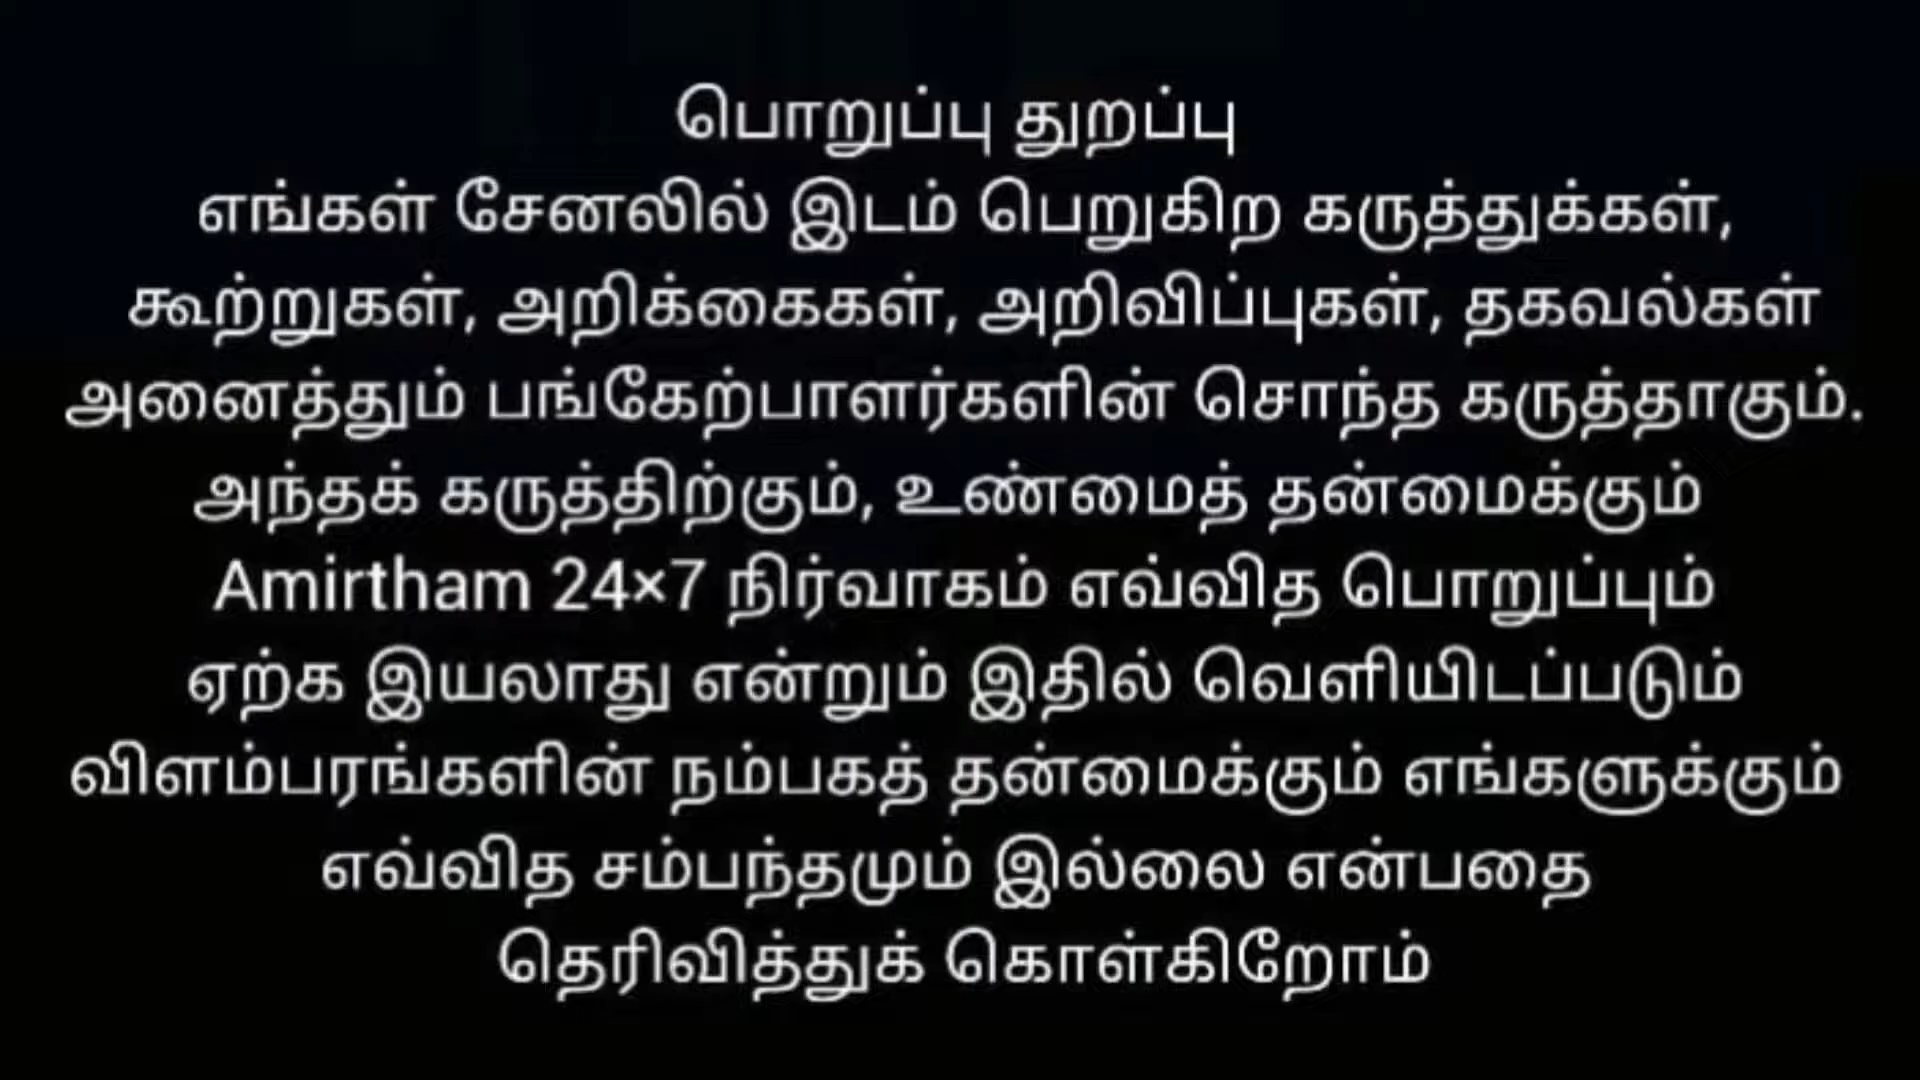 பொறுப்பு துறப்பு
எங்கள் சேனலில் இடம் பெறுகிற கருத்துக்கள்,
கூற்றுகள், அறிக்கைகள், அறிவிப்புகள், தகவல்கள்
அனைத்தும் பங்கேற்பாளர்களின் சொந்த கருத்தாகும்.
அந்தக் கருத்திற்கும், உண்மைத் தன்மைக்கும்
Amirtham 24×7 நிர்வாகம் எவ்வித பொறுப்பும்
ஏற்க இயலாது என்றும் இதில் வெளியிடப்படும்
விளம்பரங்களின் நம்பகத் தன்மைக்கும் எங்களுக்கும்
எவ்வித சம்பந்தமும் இல்லை என்பதை
தெரிவித்துக் கொள்கிறோம்